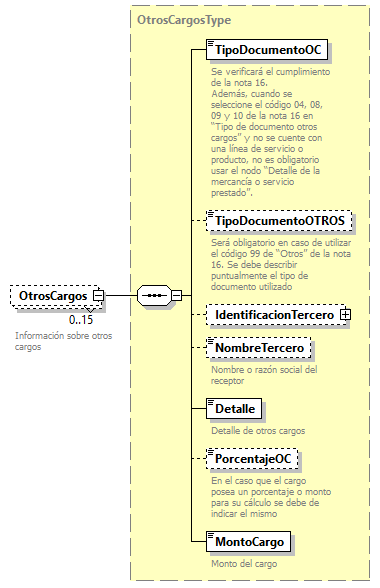 OtrosCargosType
TipoDocumentoOC
Se verificará el cumplimiento
de la nota 16.
Además, cuando se
seleccione el código 04, 08,
09 y 10 de la nota 16 en
“Tipo de documento otros
cargos” y no se cuente con
una línea de servicio o
producto, no es obligatorio
usar el nodo “Detalle de la
mercancía o servicio
prestado”.
TipoDocumentoOTROS
Será obligatorio en caso de utilizar
el código 99 de “Otros” de la nota
16. Se debe describir
puntualmente el tipo de
documento utilizado
OtrosCargos
0..15
Información sobre otros
cargos
IdentificacionTercero
NombreTercero
Nombre o razón social del
receptor
Detalle
Detalle de otros cargos
PorcentajeOC
En el caso que el cargo
posea un porcentaje o monto
para su cálculo se debe de
indicar el mismo
MontoCargo
Monto del cargo